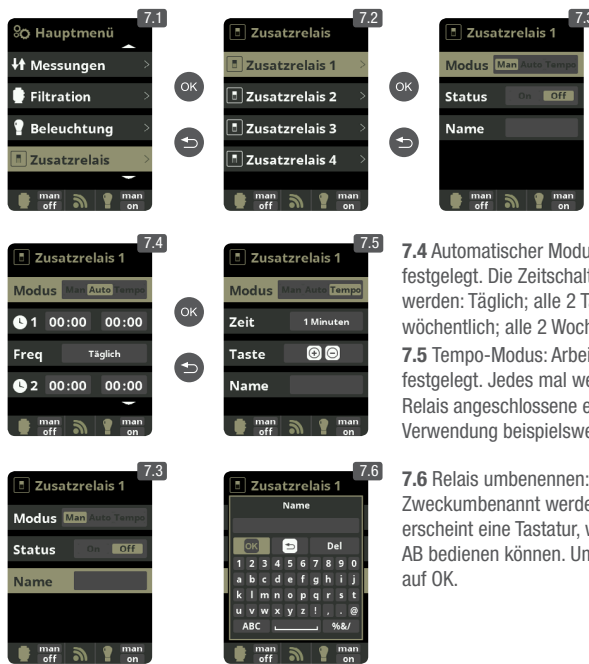 7.1
Hauptmenü
Messungen
Filtration
Beleuchtung
Zusatzrelais
man off
man on
OK
7.2
Zusatzrelais
Zusatzrelais 1
Zusatzrelais 2
Zusatzrelais 3
Zusatzrelais 4
man off
man on
OK
7.3
Zusatzrelais 1
Modus Man Auto Tempo
Status On Off
Name
man off
man on
7.4
Zusatzrelais 1
Modus Man Auto Tempo
1 00:00 00:00
Freq Täglich
2 00:00 00:00
man off
man on
OK
7.5
Zusatzrelais 1
Modus Man Auto Tempo
Zeit 1 Minuten
Taste
Name
man off
man on
7.4 Automatischer Modu
festgelegt. Die Zeitschalt
werden: Täglich; alle 2 T
wöchentlich; alle 2 Woch
7.5 Tempo-Modus: Arbei
festgelegt. Jedes mal we
Relais angeschlossene e
Verwendung beispielswe
7.3
Zusatzrelais 1
Modus Man Auto Tempo
Status On Off
Name
man off
man on
7.6
Zusatzrelais 1
Name
OK Del
1 2 3 4 5 6 7 8 9 0
a b c d e f g h i j
k l m n o p q r s t
u v w x y z ! , . @
ABC %&/
man off
man on
7.6 Relais umbenennen:
Zweckumbenannt werde
erscheint eine Tastatur, w
AB bedienen können. Um
auf OK.